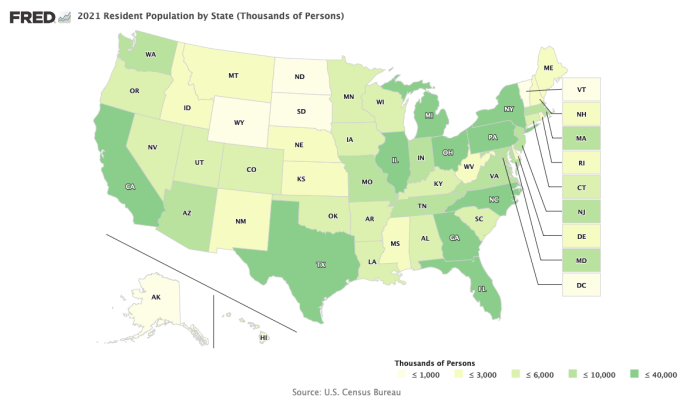 FRED 2021 Resident Population by State (Thousands of Persons)
WA
ME
MT
ND
VT
OR
MN
ID
WI
NH
SD
NY
MI
WY
MA
IA
PA
NE
RI
NV
OH
IL
IN
UT
CO
WV
VA
CA
KS
MO
KY
CT
NC
TN
NJ
AZ
OK
NM
AR
SC
DE
MS
AL
GA
MD
TX
LA
DC
FL
AK
HI
Thousands of Persons
≤ 1,000 ≤ 3,000 ≤ 6,000 ≤ 10,000 ≤ 40,000
Source: U.S. Census Bureau